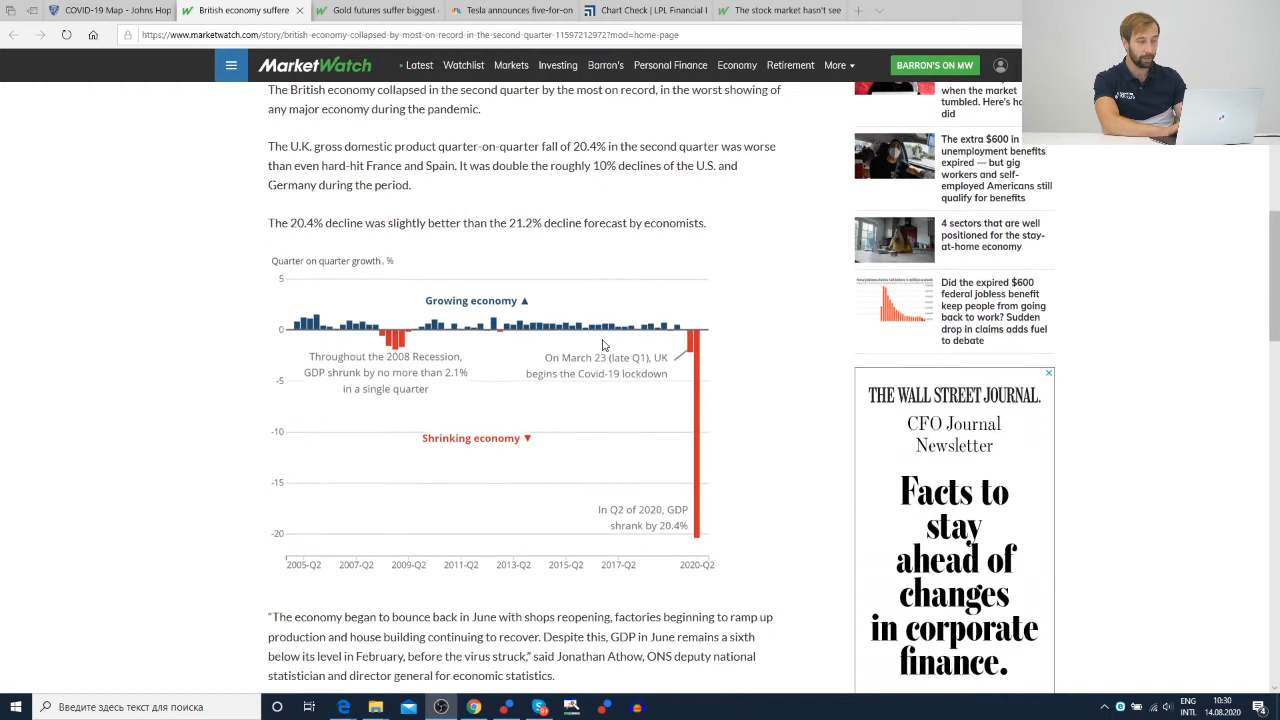 COVID-19 Map - Johns Hop
The British economy collapsed b
Tesla announces five-for-one sto
Chart Check | LPL Financial I
The stock market hasn't see
https://www.marketwatch.com/story/british-economy-collapsed-by-most-on-record-in-the-second-quarter-11597212972?mod=home-page
MarketWatch
Latest Watchlist Markets Investing Barron's Personal Finance Economy Retirement More
BARRON'S ON MW
The British economy collapsed in the second quarter by the most on record, in the worst showing of
any major economy during the pandemic.
The U.K. gross domestic product quarter-on-quarter fall of 20.4% in the second quarter was worse
than even hard-hit France and Spain. It was double the roughly 10% declines of the U.S. and
Germany during the period.
The 20.4% decline was slightly better than the 21.2% decline forecast by economists.
Quarter on quarter growth, %
5
Growing economy ▲
0
Throughout the 2008 Recession,
GDP shrunk by no more than 2.1%
in a single quarter
On March 23 (late Q1), UK
begins the Covid-19 lockdown
-5
-10
Shrinking economy ▼
-15
In Q2 of 2020, GDP
shrank by 20.4%
-20
2005-Q2 2007-Q2 2009-Q2 2011-Q2 2013-Q2 2015-Q2 2017-Q2 2020-Q2
“The economy began to bounce back in June with shops reopening, factories beginning to ramp up
production and house building continuing to recover. Despite this, GDP in June remains a sixth
below its level in February, before the virus struck,” said Jonathan Athow, ONS deputy national
statistician and director general for economic statistics.
when the market
tumbled. Here's ho
did
The extra $600 in
unemployment benefits
expired — but gig
workers and self-
employed Americans still
qualify for benefits
4 sectors that are well
positioned for the stay-
at-home economy
Did the expired $600
federal jobless benefit
keep people from going
back to work? Sudden
drop in claims adds fuel
to debate
THE WALL STREET JOURNAL.
CFO Journal
Newsletter
Facts to
stay
ahead of
changes
in corporate
finance.
Введите здесь текст для поиска
ENG
INTL
10:30
14.08.2020